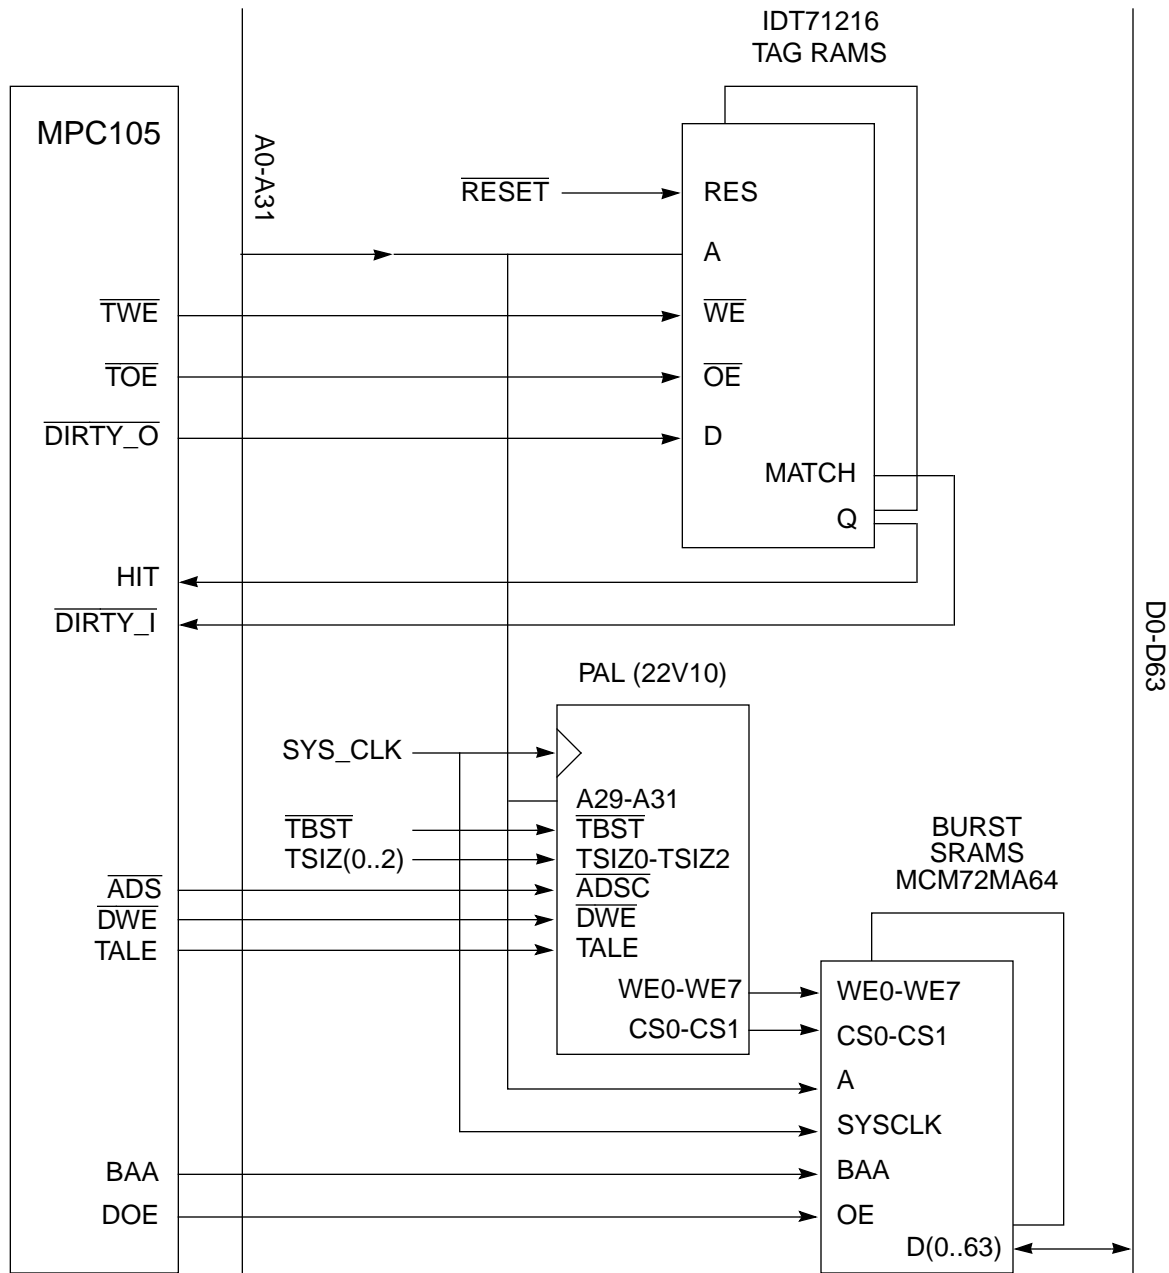 IDT71216
TAG RAMS
MPC105
A0-A31
RESET
RES
A
TWE
WE
TOE
OE
DIRTY_O
D
MATCH
Q
HIT
DIRTY_I
D0-D63
PAL (22V10)
SYS_CLK
A29-A31
TBST
TBST
TSIZ(0..2)
TSIZ0-TSIZ2
ADS
ADSC
DWE
DWE
TALE
TALE
BURST
SRAMS
MCM72MA64
WE0-WE7
WE0-WE7
CS0-CS1
CS0-CS1
A
SYSCLK
BAA
BAA
DOE
OE
D(0..63)